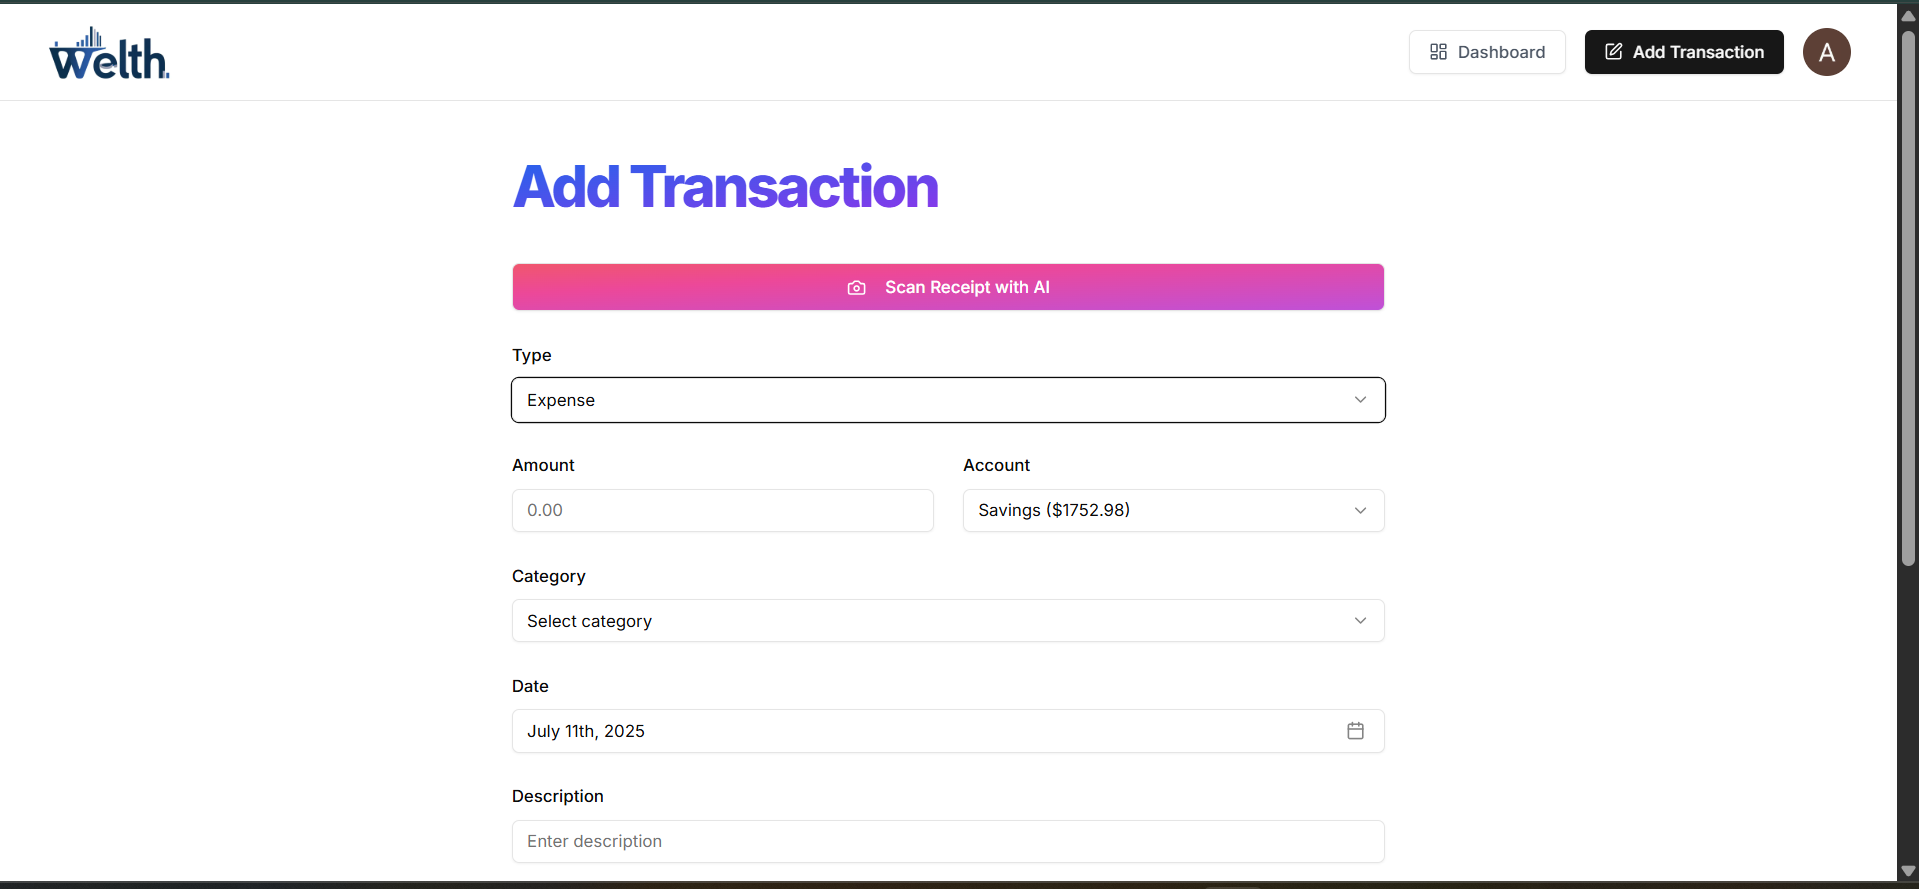 Welth.
Dashboard
Add Transaction
A
Add Transaction
Scan Receipt with AI
Type
Expense
Amount
Account
0.00
Savings ($1752.98)
Category
Select category
Date
July 11th, 2025
Description
Enter description